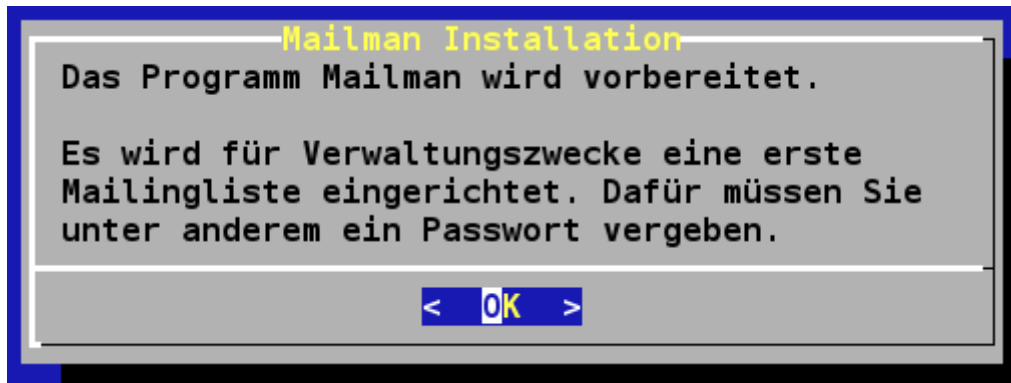 Mailman Installation
Das Programm Mailman wird vorbereitet.
Es wird für Verwaltungszwecke eine erste
Mailingliste eingerichtet. Dafür müssen Sie
unter anderem ein Passwort vergeben.
< OK >